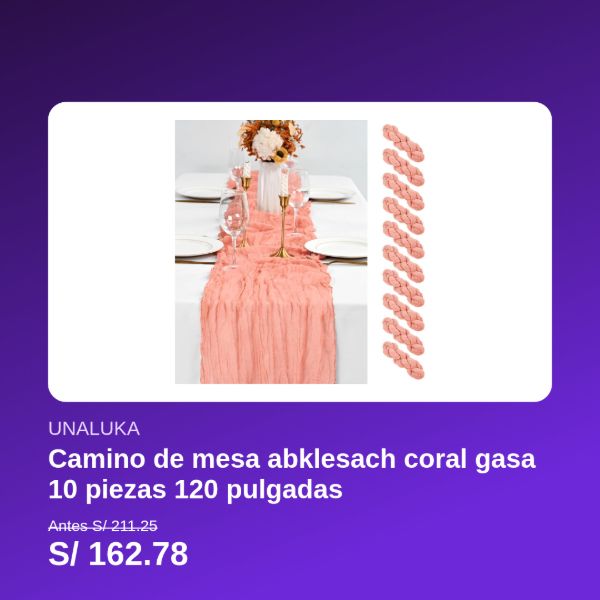 UNALUKA
Camino de mesa abklesach coral gasa
10 piezas 120 pulgadas
Antes S/ 211.25
S/ 162.78